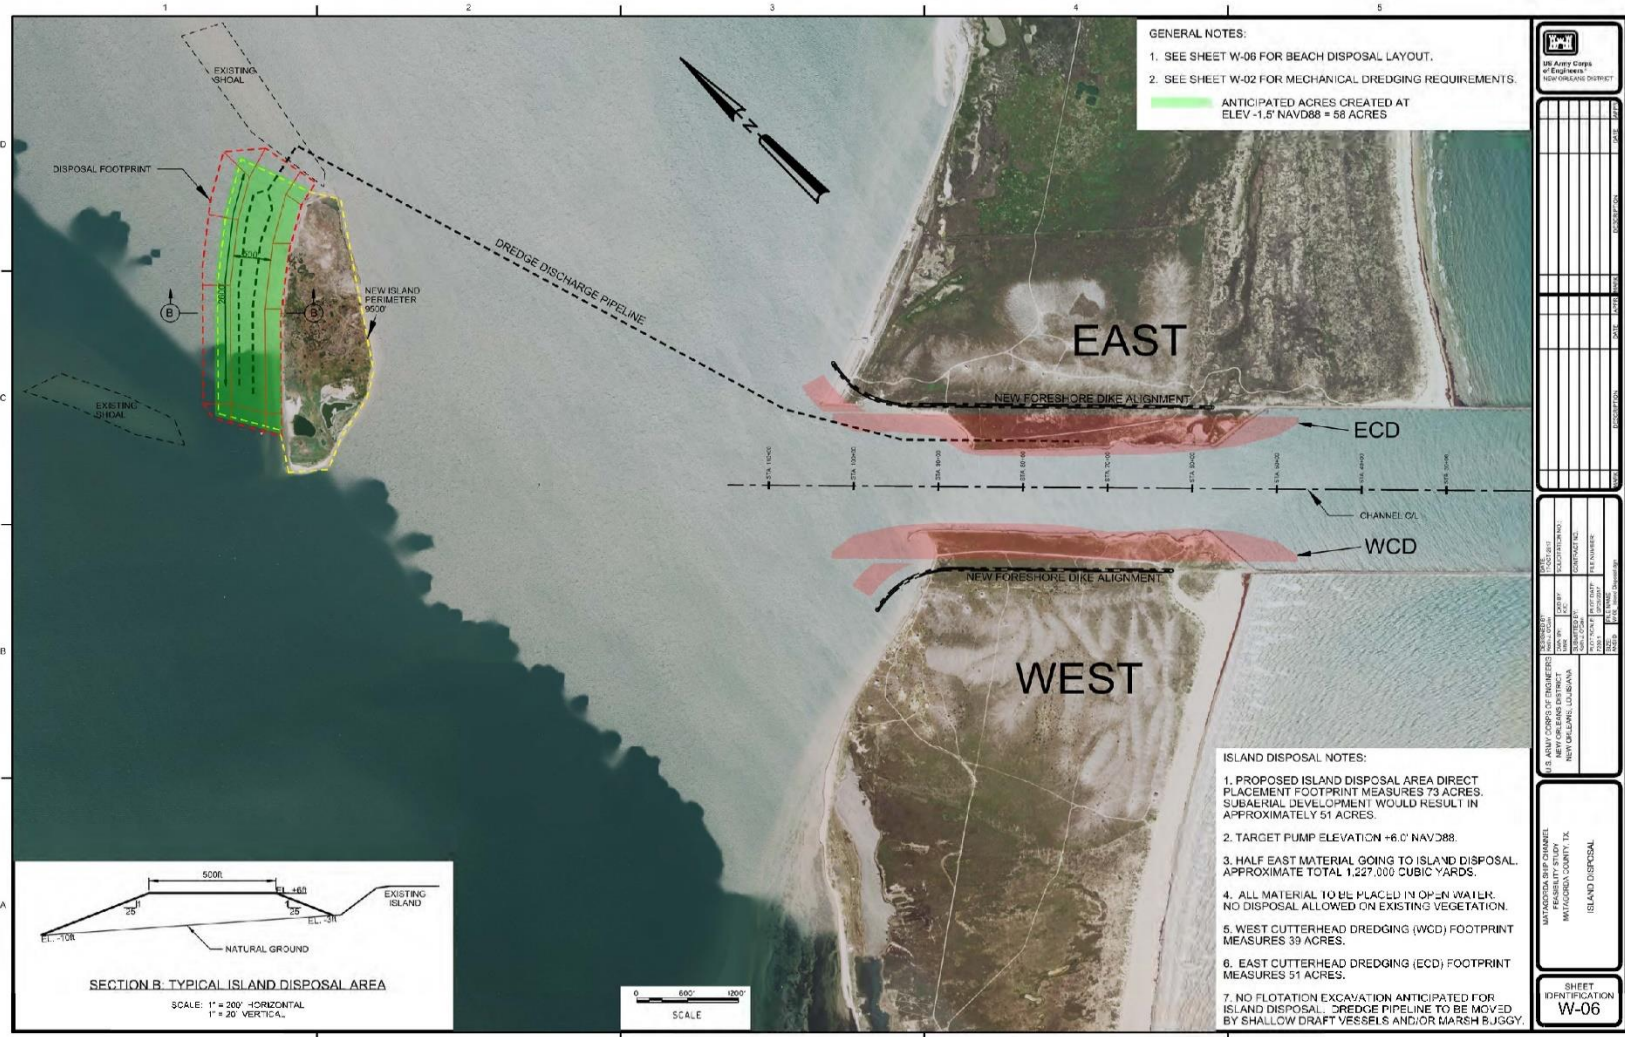 1
2
3
4
5
D
C
B
A
GENERAL NOTES:
1. SEE SHEET W-06 FOR BEACH DISPOSAL LAYOUT.
2. SEE SHEET W-02 FOR MECHANICAL DREDGING REQUIREMENTS.
ANTICIPATED ACRES CREATED AT
ELEV -1.5' NAVD88 = 58 ACRES
US Army Corps
of Engineers
NEW ORLEANS DISTRICT
EXISTING
SHOAL
DISPOSAL FOOTPRINT
N
DREDGE DISCHARGE PIPELINE
NEW ISLAND
PERIMETER
9500'
B
B
EXISTING
SHOAL
EAST
NEW FORESHORE DIKE ALIGNMENT
ECD
CHANNEL C/L
WCD
NEW FORESHORE DIKE ALIGNMENT
WEST
ISLAND DISPOSAL NOTES:
1. PROPOSED ISLAND DISPOSAL AREA DIRECT
PLACEMENT FOOTPRINT MEASURES 73 ACRES.
SUBAERIAL DEVELOPMENT WOULD RESULT IN
APPROXIMATELY 51 ACRES.
2. TARGET PUMP ELEVATION +6.0' NAVD88.
3. HALF EAST MATERIAL GOING TO ISLAND DISPOSAL.
APPROXIMATE TOTAL 1,227,000 CUBIC YARDS.
4. ALL MATERIAL TO BE PLACED IN OPEN WATER.
NO DISPOSAL ALLOWED ON EXISTING VEGETATION.
5. WEST CUTTERHEAD DREDGING (WCD) FOOTPRINT
MEASURES 39 ACRES.
6. EAST CUTTERHEAD DREDGING (ECD) FOOTPRINT
MEASURES 51 ACRES.
7. NO FLOTATION EXCAVATION ANTICIPATED FOR
ISLAND DISPOSAL. DREDGE PIPELINE TO BE MOVED
BY SHALLOW DRAFT VESSELS AND/OR MARSH BUGGY.
500ft
EL. +6ft
EXISTING
ISLAND
1
25
1
25
EL. -3ft
EL. -10ft
NATURAL GROUND
SECTION B: TYPICAL ISLAND DISPOSAL AREA
SCALE: 1" = 200' HORIZONTAL
1" = 20' VERTICAL
0 600' 1200'
SCALE
U.S. ARMY CORPS OF ENGINEERS
NEW ORLEANS DISTRICT
NEW ORLEANS, LOUISIANA
MATAGORDA SHIP CHANNEL
FEASIBILITY STUDY
MATAGORDA COUNTY, TX
ISLAND DISPOSAL
SHEET
IDENTIFICATION
W-06